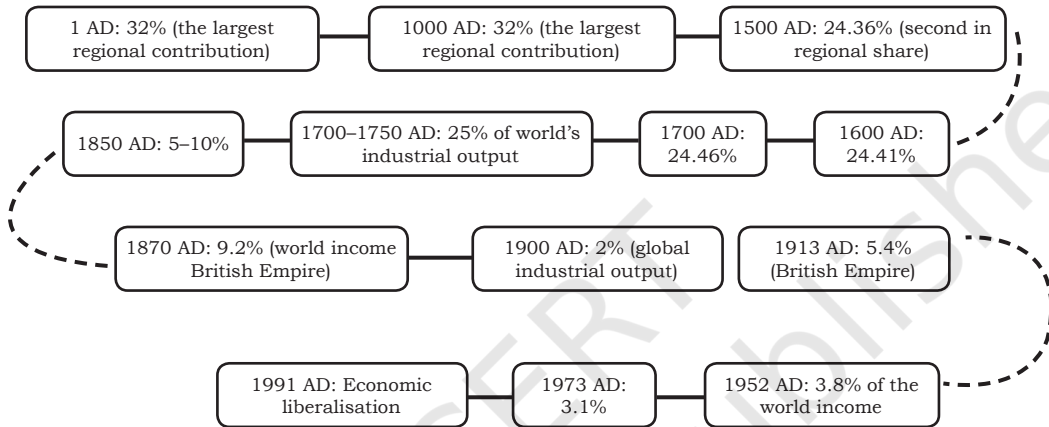 1 AD: 32% (the largest
regional contribution)
1000 AD: 32% (the largest
regional contribution)
1500 AD: 24.36% (second in
regional share)
1850 AD: 5–10%
1700–1750 AD: 25% of world's
industrial output
1700 AD:
24.46%
1600 AD:
24.41%
1870 AD: 9.2% (world income
British Empire)
1900 AD: 2% (global
industrial output)
1913 AD: 5.4%
(British Empire)
1991 AD: Economic
liberalisation
1973 AD:
3.1%
1952 AD: 3.8% of the
world income